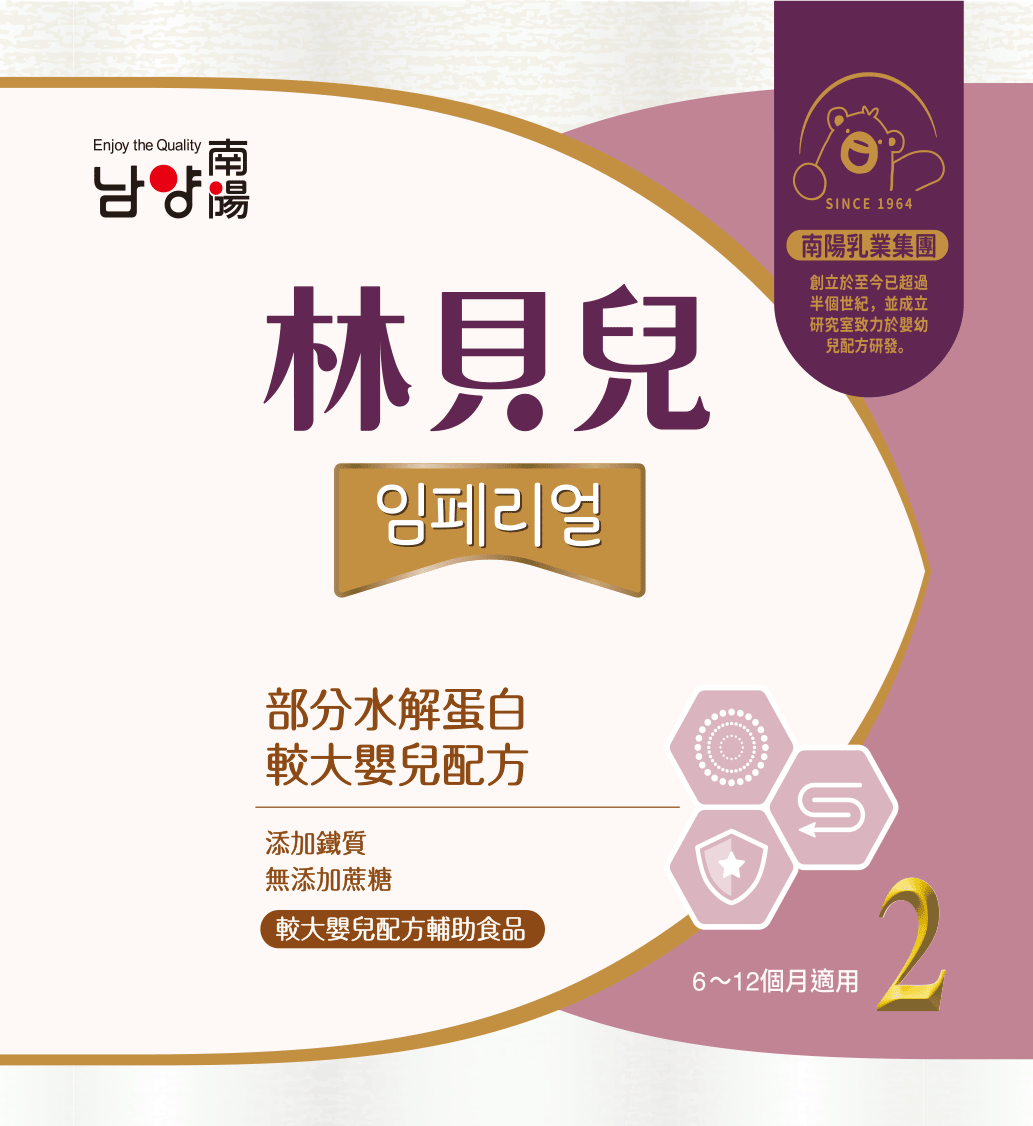 Enjoy the Quality
남양 南陽
SINCE 1964
南陽乳業集團
創立於至今已超過
半個世紀，並成立
研究室致力於嬰幼
兒配方研發。
林貝兒
임페리얼
部分水解蛋白
較大嬰兒配方
添加鐵質
無添加蔗糖
較大嬰兒配方輔助食品
6～12個月適用
2